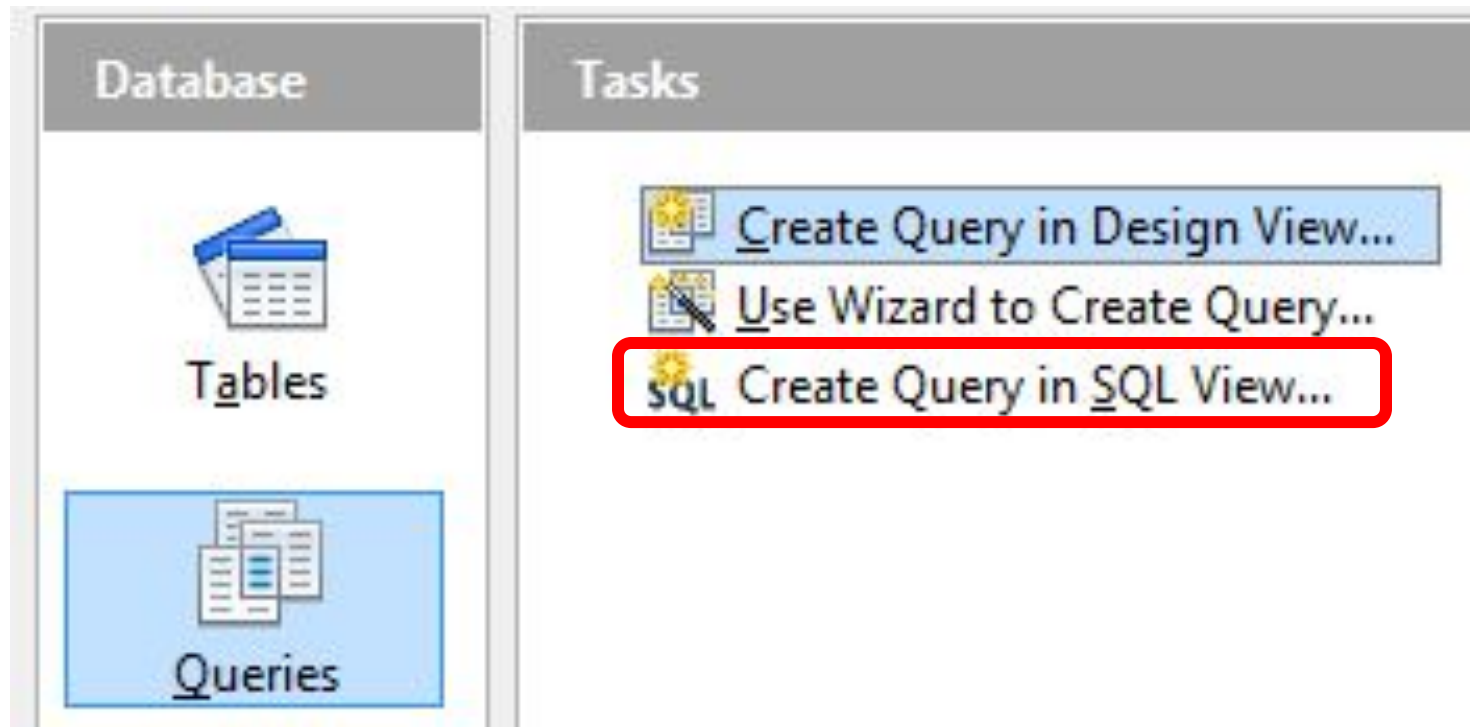 Database
Tables
Queries
Tasks
Create Query in Design View...
Use Wizard to Create Query...
SQL Create Query in SQL View...